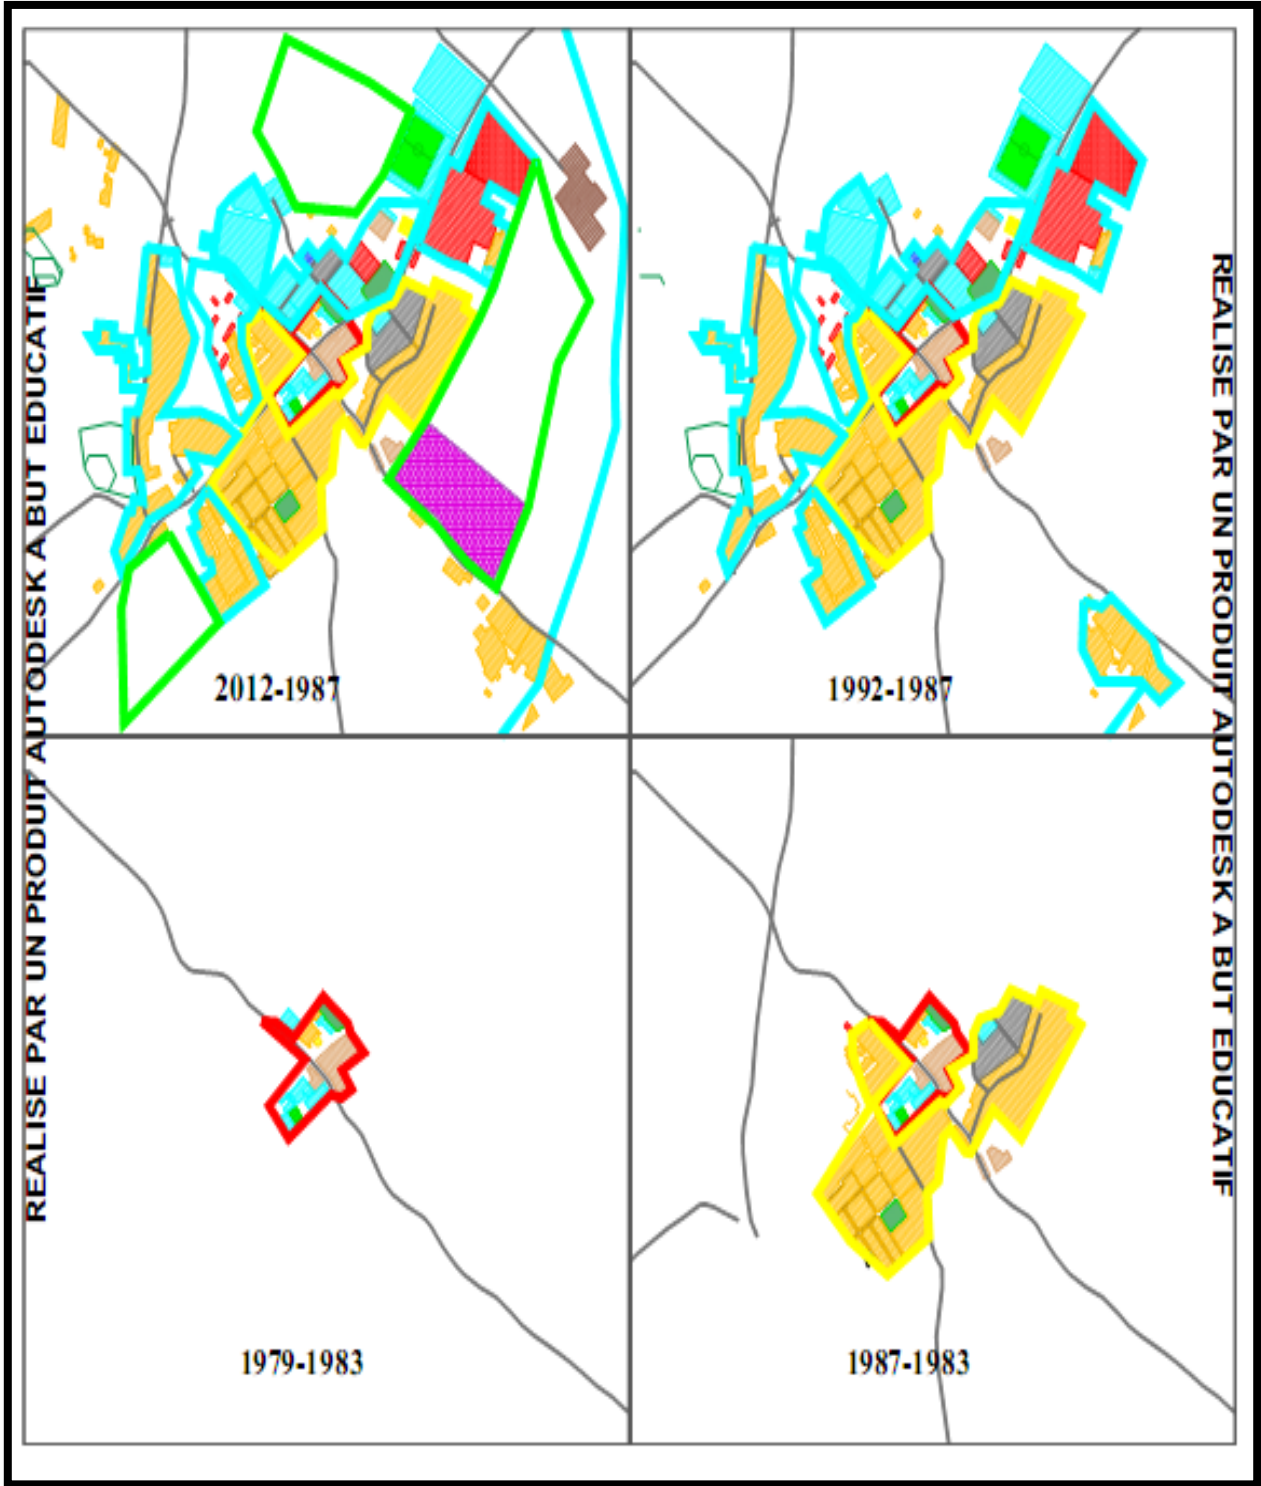 REALISE PAR UN PRODUIT AUTODESK A BUT EDUCATIF
2012-1987
1992-1987
REALISE PAR UN PRODUIT AUTODESK A BUT EDUCATIF
1979-1983
1987-1983